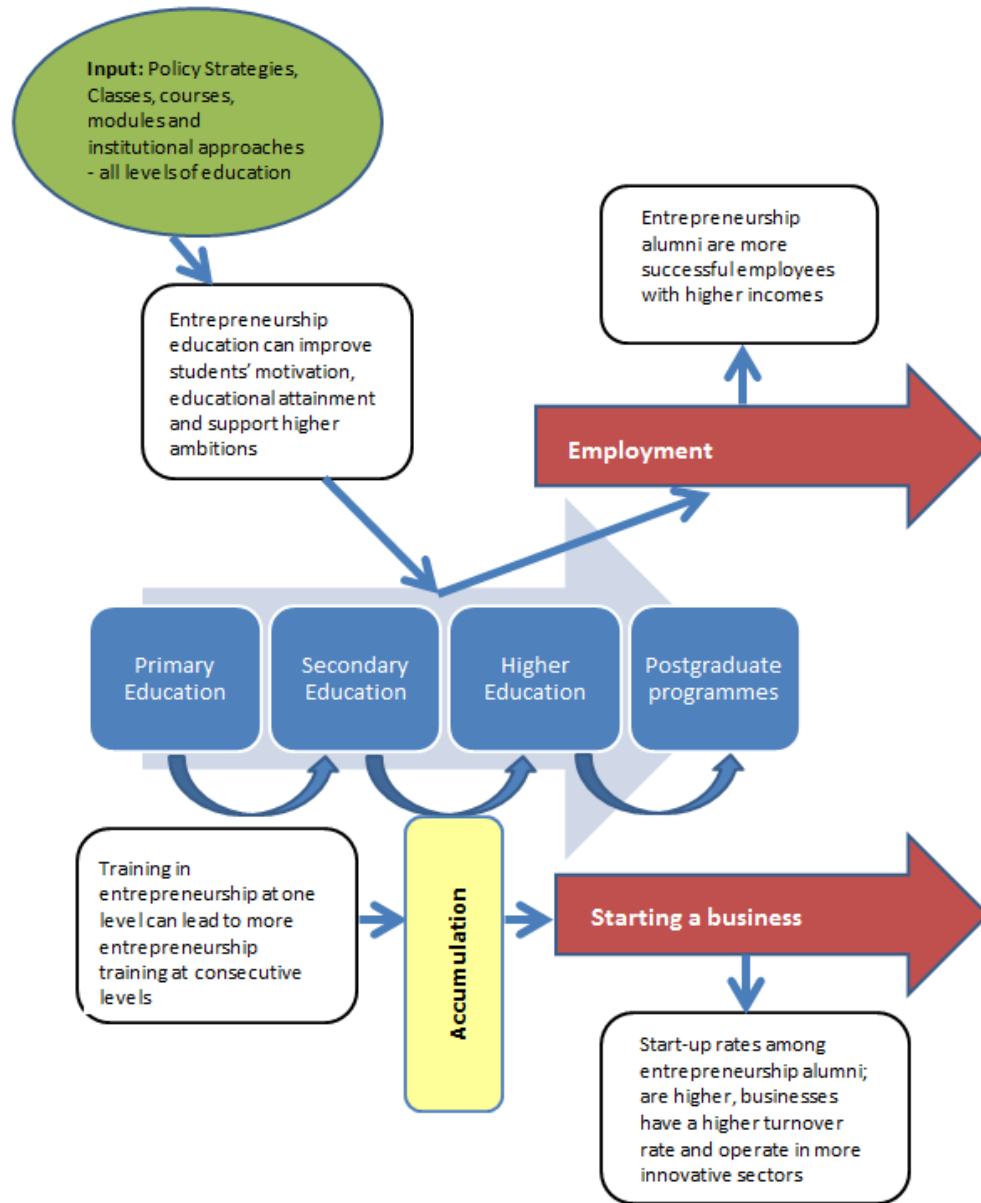 Input: Policy Strategies,
Classes, courses,
modules and
institutional approaches
- all levels of education
Entrepreneurship
alumni are more
successful employees
with higher incomes
Entrepreneurship
education can improve
students' motivation,
educational attainment
and support higher
ambitions
Employment
Primary
Education
Secondary
Education
Higher
Education
Postgraduate
programmes
Training in
entrepreneurship at one
level can lead to more
entrepreneurship
training at consecutive
levels
Accumulation
Starting a business
Start-up rates among
entrepreneurship alumni;
are higher, businesses
have a higher turnover
rate and operate in more
innovative sectors